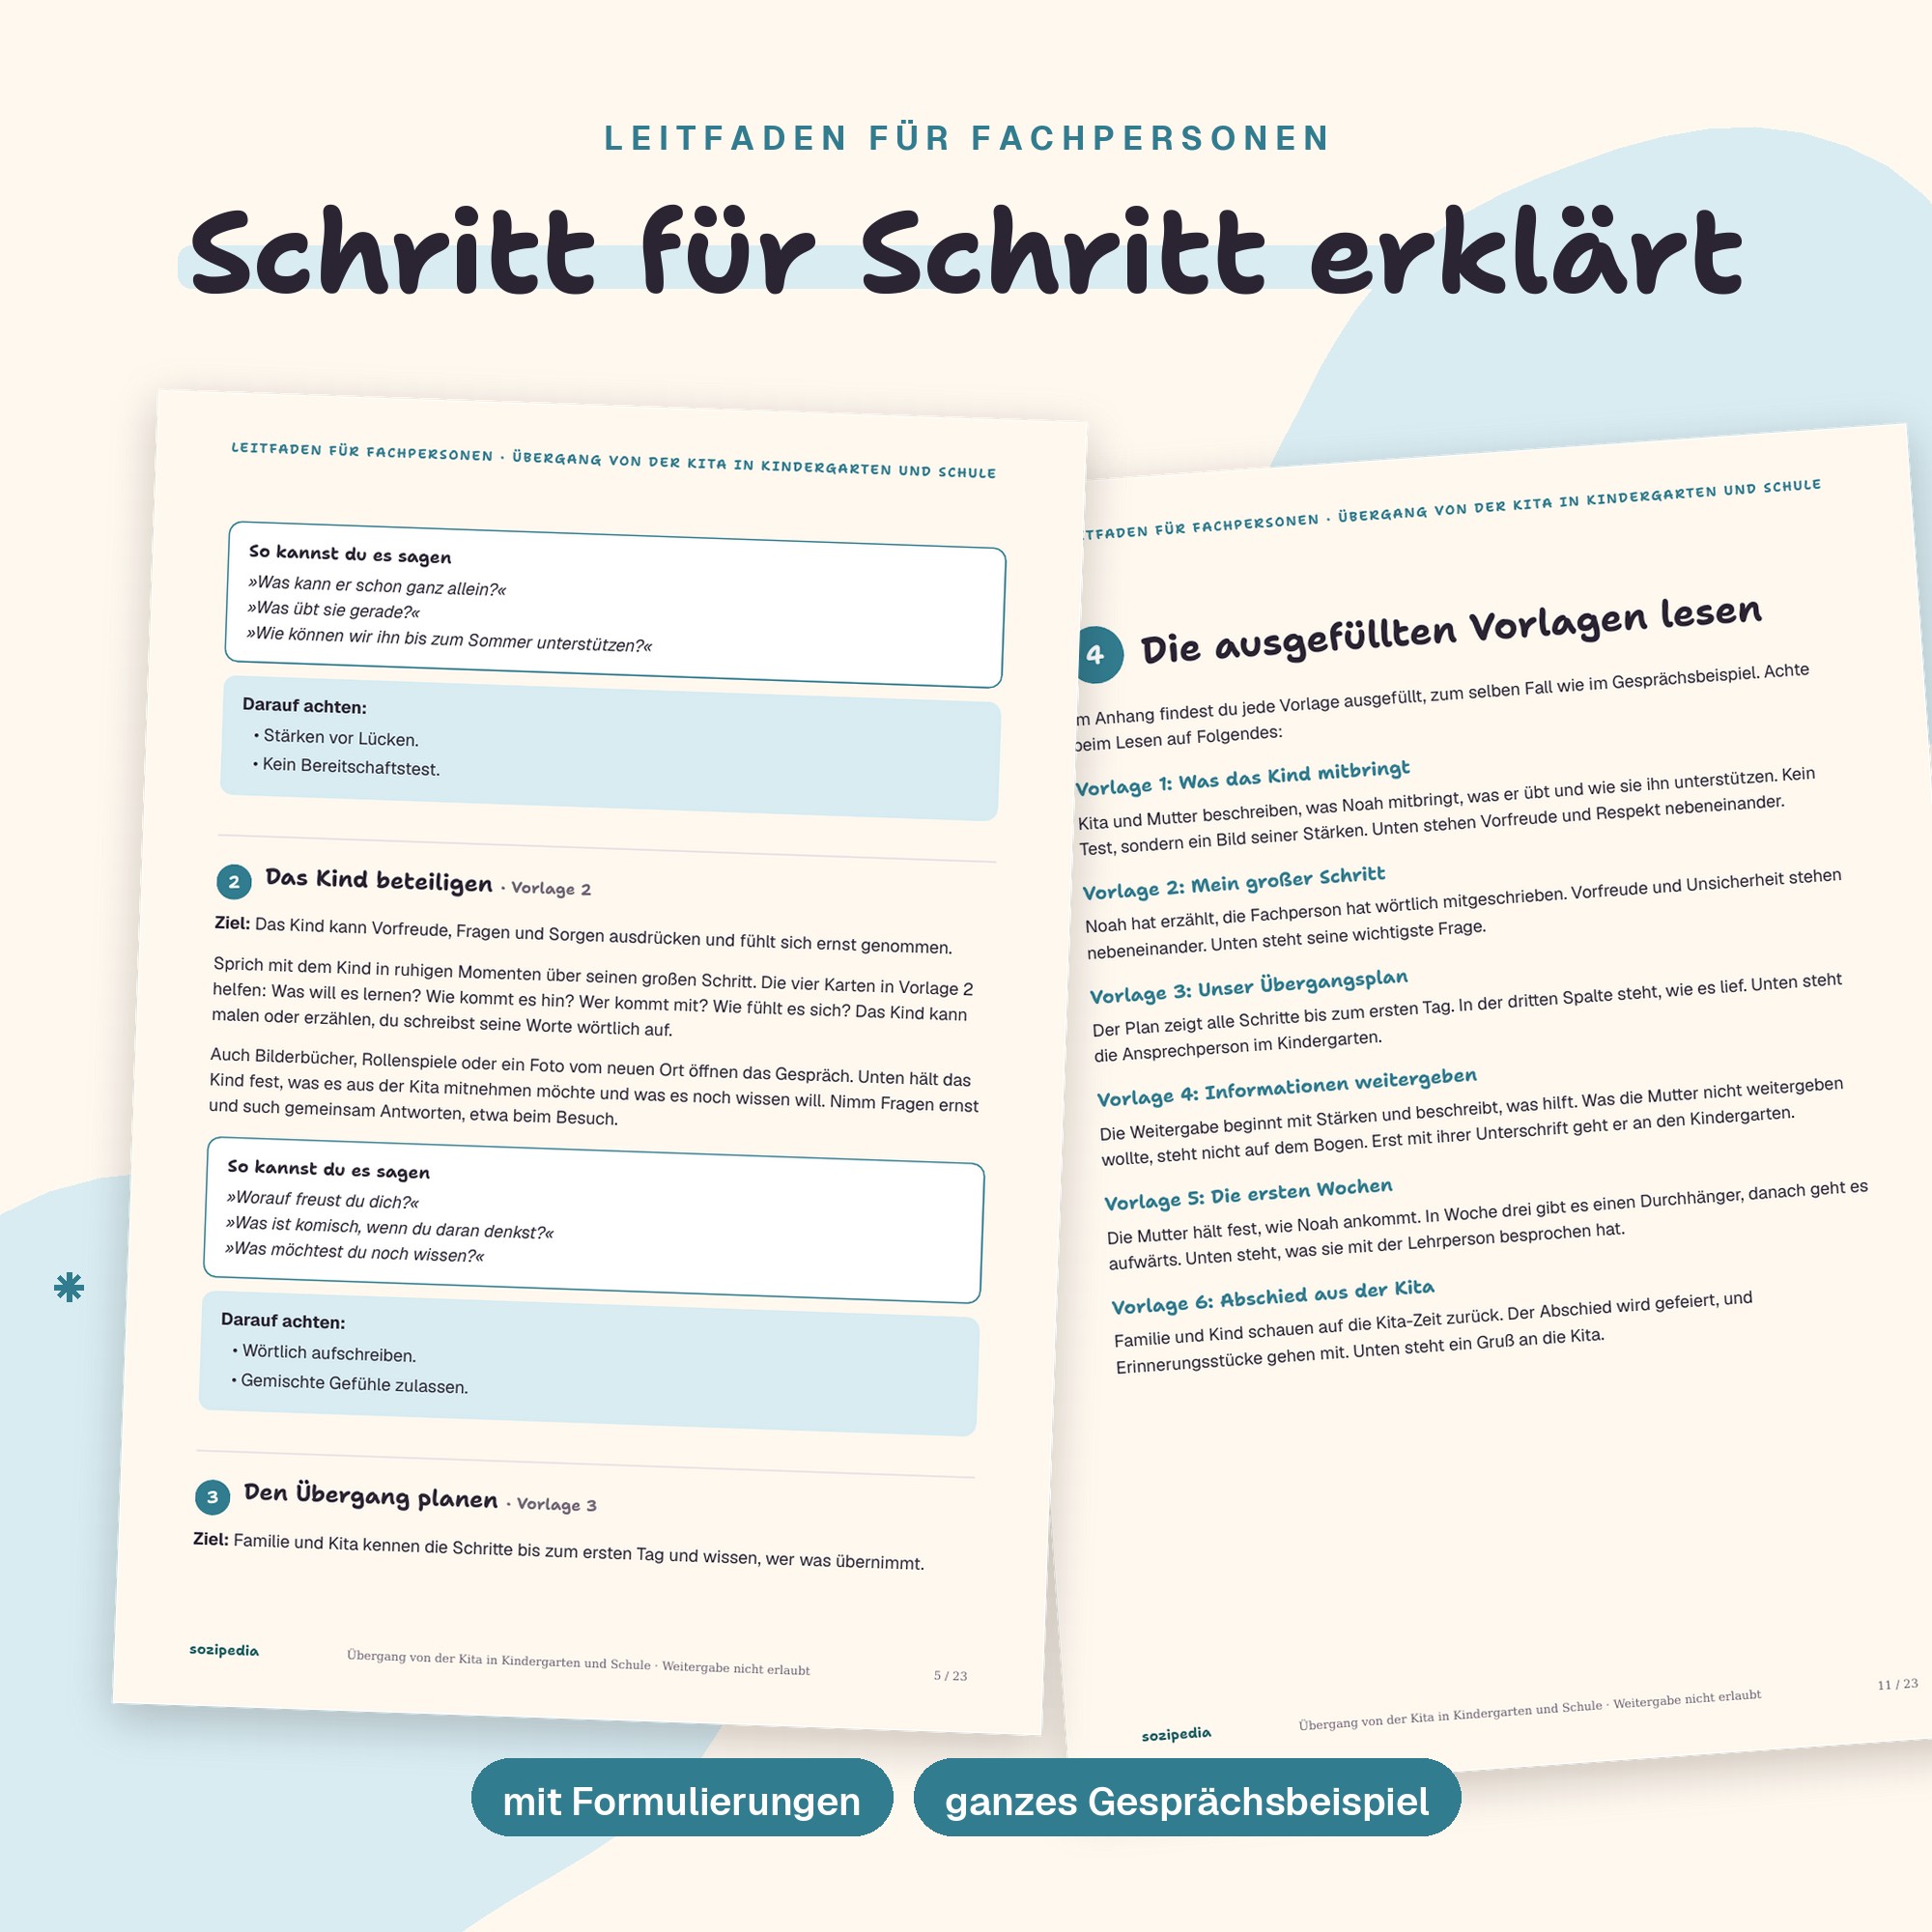 LEITFADEN FÜR FACHPERSONEN
Schritt für Schritt erklärt
LEITFADEN FÜR FACHPERSONEN · ÜBERGANG VON DER KITA IN KINDERGARTEN UND SCHULE
So kannst du es sagen
»Was kann er schon ganz allein?«
»Was übt sie gerade?«
»Wie können wir ihn bis zum Sommer unterstützen?«
Darauf achten:
• Stärken vor Lücken.
• Kein Bereitschaftstest.
2 Das Kind beteiligen · Vorlage 2
Ziel: Das Kind kann Vorfreude, Fragen und Sorgen ausdrücken und fühlt sich ernst genommen.
Sprich mit dem Kind in ruhigen Momenten über seinen großen Schritt. Die vier Karten in Vorlage 2
helfen: Was will es lernen? Wie kommt es hin? Wer kommt mit? Wie fühlt es sich? Das Kind kann
malen oder erzählen, du schreibst seine Worte wörtlich auf.
Auch Bilderbücher, Rollenspiele oder ein Foto vom neuen Ort öffnen das Gespräch. Unten hält das
Kind fest, was es aus der Kita mitnehmen möchte und was es noch wissen will. Nimm Fragen ernst
und such gemeinsam Antworten, etwa beim Besuch.
So kannst du es sagen
»Worauf freust du dich?«
»Was ist komisch, wenn du daran denkst?«
»Was möchtest du noch wissen?«
Darauf achten:
• Wörtlich aufschreiben.
• Gemischte Gefühle zulassen.
3 Den Übergang planen · Vorlage 3
Ziel: Familie und Kita kennen die Schritte bis zum ersten Tag und wissen, wer was übernimmt.
sozipedia
Übergang von der Kita in Kindergarten und Schule · Weitergabe nicht erlaubt
5 / 23
TFADEN FÜR FACHPERSONEN · ÜBERGANG VON DER KITA IN KINDERGARTEN UND SCHULE
4 Die ausgefüllten Vorlagen lesen
m Anhang findest du jede Vorlage ausgefüllt, zum selben Fall wie im Gesprächsbeispiel. Achte
beim Lesen auf Folgendes:
Vorlage 1: Was das Kind mitbringt
Kita und Mutter beschreiben, was Noah mitbringt, was er übt und wie sie ihn unterstützen. Kein
Test, sondern ein Bild seiner Stärken. Unten stehen Vorfreude und Respekt nebeneinander.
Vorlage 2: Mein großer Schritt
Noah hat erzählt, die Fachperson hat wörtlich mitgeschrieben. Vorfreude und Unsicherheit stehen
nebeneinander. Unten steht seine wichtigste Frage.
Vorlage 3: Unser Übergangsplan
Der Plan zeigt alle Schritte bis zum ersten Tag. In der dritten Spalte steht, wie es lief. Unten steht
die Ansprechperson im Kindergarten.
Vorlage 4: Informationen weitergeben
Die Weitergabe beginnt mit Stärken und beschreibt, was hilft. Was die Mutter nicht weitergeben
wollte, steht nicht auf dem Bogen. Erst mit ihrer Unterschrift geht er an den Kindergarten.
Vorlage 5: Die ersten Wochen
Die Mutter hält fest, wie Noah ankommt. In Woche drei gibt es einen Durchhänger, danach geht es
aufwärts. Unten steht, was sie mit der Lehrperson besprochen hat.
Vorlage 6: Abschied aus der Kita
Familie und Kind schauen auf die Kita-Zeit zurück. Der Abschied wird gefeiert, und
Erinnerungsstücke gehen mit. Unten steht ein Gruß an die Kita.
sozipedia
Übergang von der Kita in Kindergarten und Schule · Weitergabe nicht erlaubt
11 / 23
mit Formulierungen
ganzes Gesprächsbeispiel